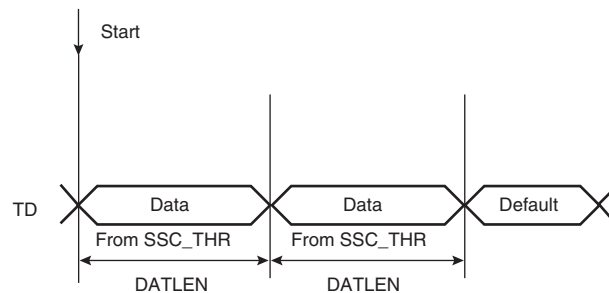 Start
TD
Data
Data
Default
From SSC_THR
From SSC_THR
DATLEN
DATLEN